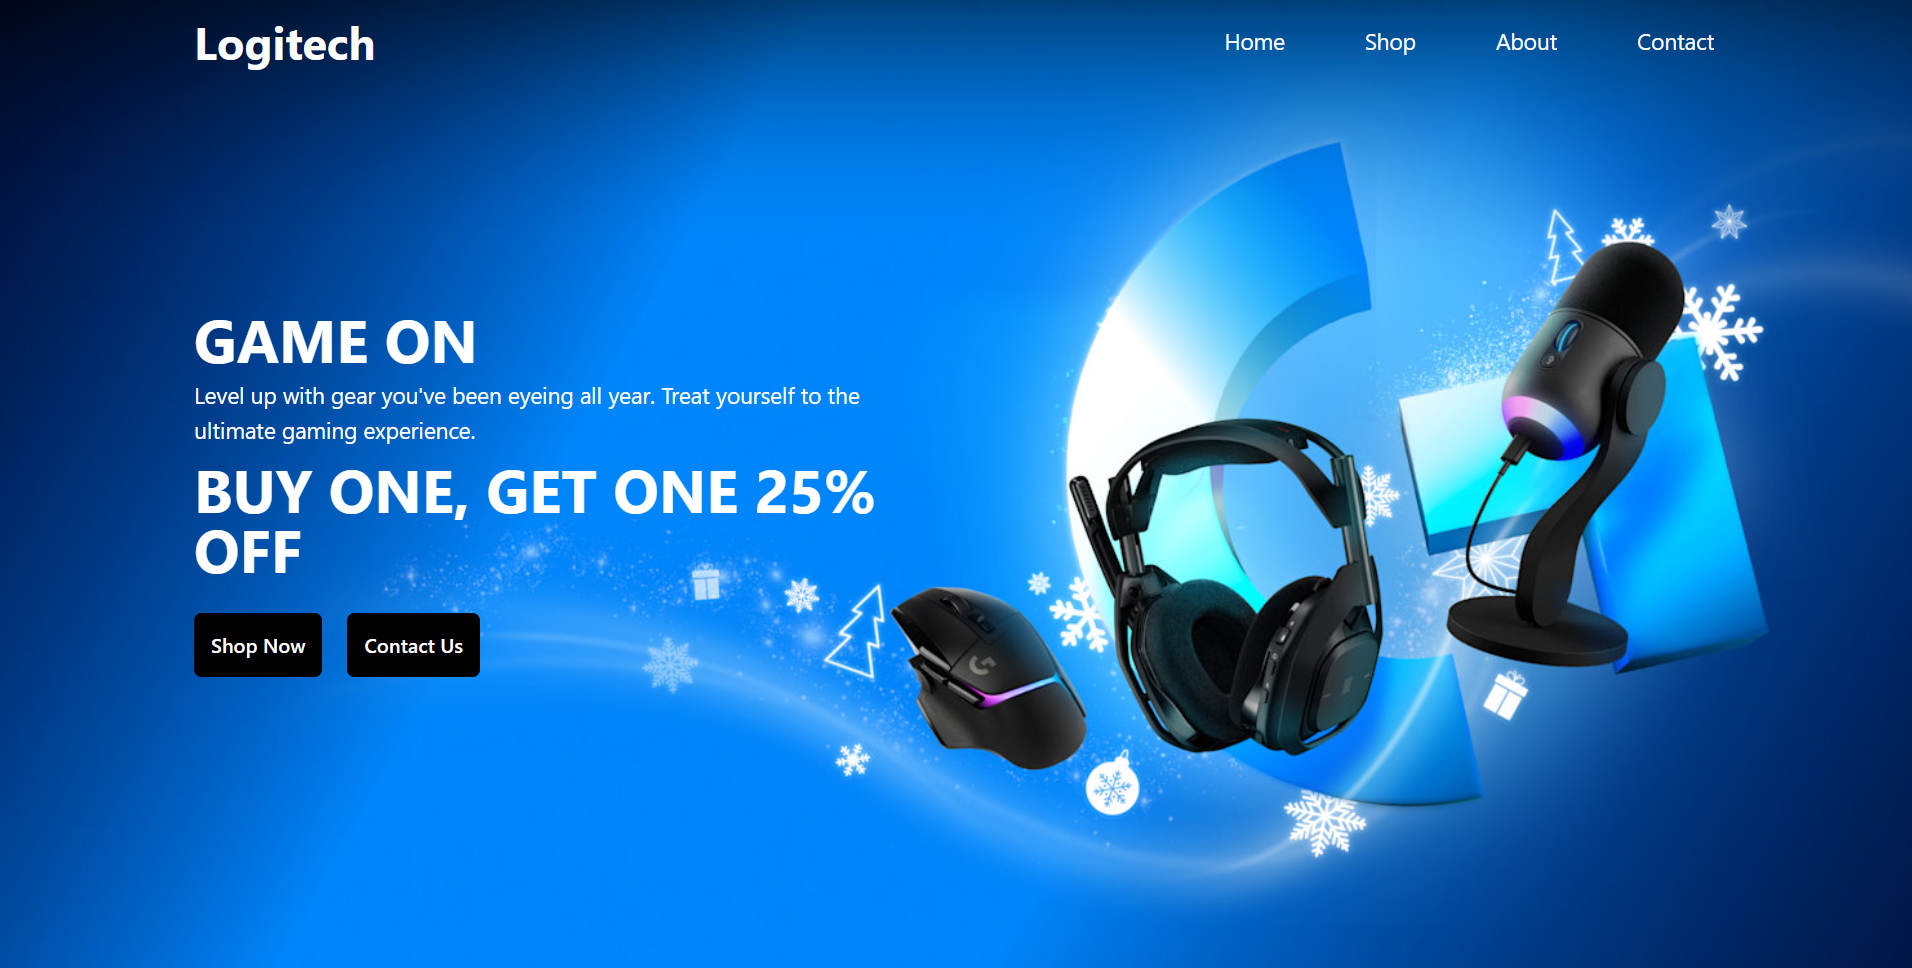 Logitech
Home
Shop
About
Contact
GAME ON
Level up with gear you've been eyeing all year. Treat yourself to the
ultimate gaming experience.
BUY ONE, GET ONE 25%
OFF
Shop Now
Contact Us